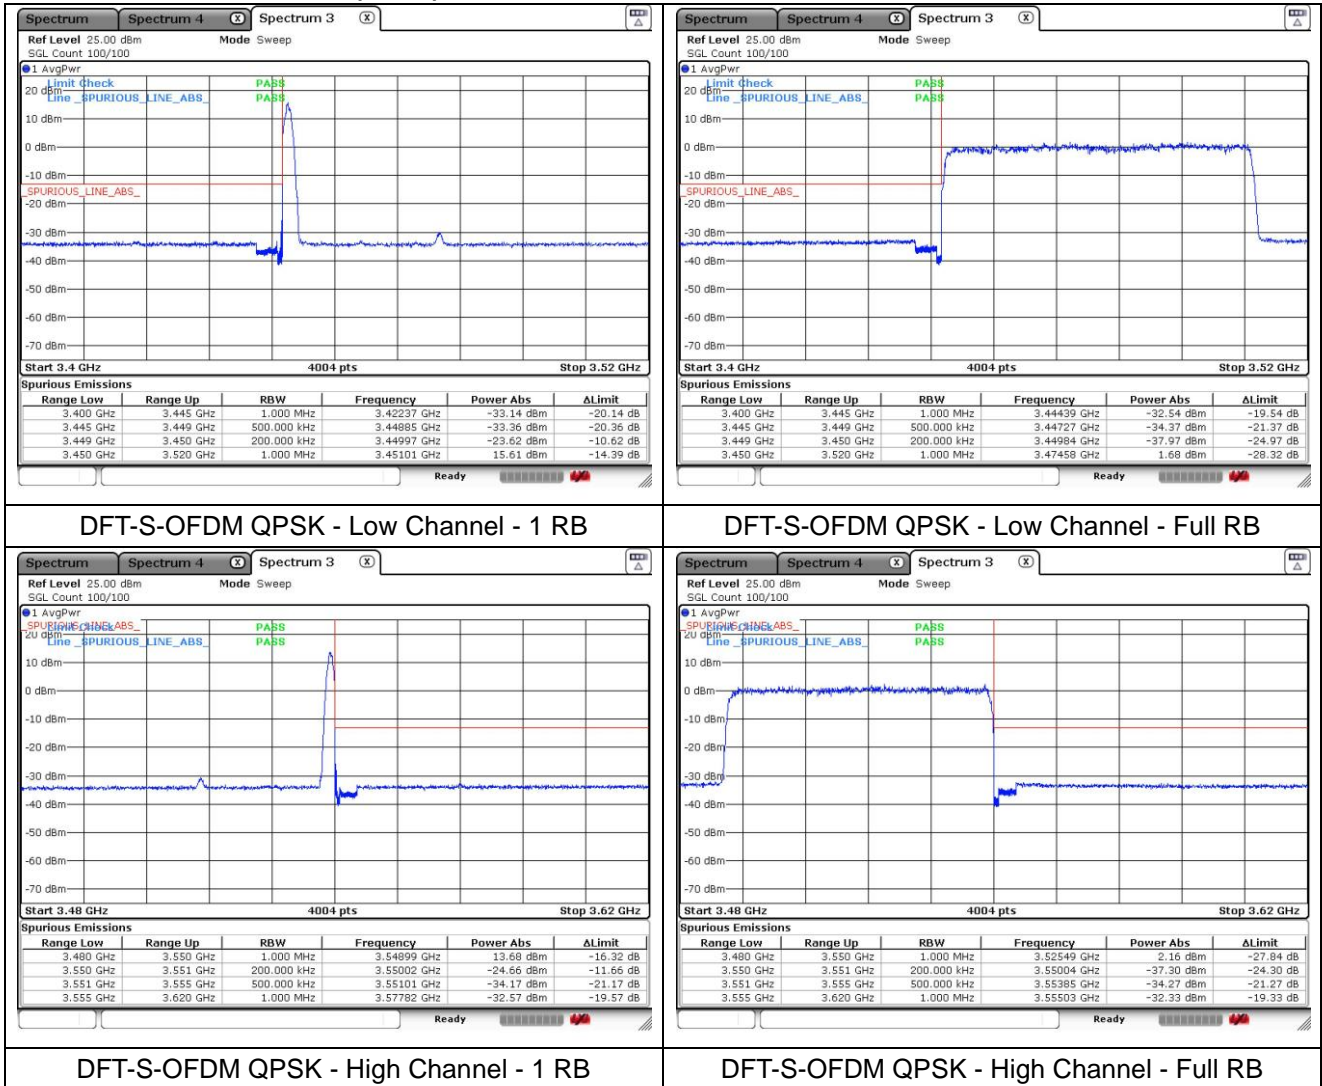 Spectrum Spectrum 4 Spectrum 3
Ref Level 25.00 dBm Mode Sweep
SGL Count 100/100
1 AvgPwr
Limit Check PASS
20 dBm
Line _SPURIOUS_LINE_ABS_ PASS
10 dBm
0 dBm
-10 dBm
_SPURIOUS_LINE_ABS_
-20 dBm
-30 dBm
-40 dBm
-50 dBm
-60 dBm
-70 dBm
Start 3.4 GHz 4004 pts Stop 3.52 GHz
Spurious Emissions
Range Low Range Up RBW Frequency Power Abs ΔLimit
3.400 GHz 3.445 GHz 1.000 MHz 3.42237 GHz -33.14 dBm -20.14 dB
3.445 GHz 3.449 GHz 500.000 kHz 3.44885 GHz -33.36 dBm -20.36 dB
3.449 GHz 3.450 GHz 200.000 kHz 3.44997 GHz -23.62 dBm -10.62 dB
3.450 GHz 3.520 GHz 1.000 MHz 3.45101 GHz 15.61 dBm -14.39 dB
Ready
DFT-S-OFDM QPSK - Low Channel - 1 RB
Spectrum Spectrum 4 Spectrum 3
Ref Level 25.00 dBm Mode Sweep
SGL Count 100/100
1 AvgPwr
Limit Check PASS
20 dBm
Line _SPURIOUS_LINE_ABS_ PASS
10 dBm
0 dBm
-10 dBm
_SPURIOUS_LINE_ABS_
-20 dBm
-30 dBm
-40 dBm
-50 dBm
-60 dBm
-70 dBm
Start 3.4 GHz 4004 pts Stop 3.52 GHz
Spurious Emissions
Range Low Range Up RBW Frequency Power Abs ΔLimit
3.400 GHz 3.445 GHz 1.000 MHz 3.44439 GHz -32.54 dBm -19.54 dB
3.445 GHz 3.449 GHz 500.000 kHz 3.44727 GHz -34.37 dBm -21.37 dB
3.449 GHz 3.450 GHz 200.000 kHz 3.44984 GHz -37.97 dBm -24.97 dB
3.450 GHz 3.520 GHz 1.000 MHz 3.47458 GHz 1.68 dBm -28.32 dB
Ready
DFT-S-OFDM QPSK - Low Channel - Full RB
Spectrum Spectrum 4 Spectrum 3
Ref Level 25.00 dBm Mode Sweep
SGL Count 100/100
1 AvgPwr
_SPURIOUS_LINE_ABS_
Limit Check PASS
20 dBm
Line _SPURIOUS_LINE_ABS_ PASS
10 dBm
0 dBm
-10 dBm
-20 dBm
-30 dBm
-40 dBm
-50 dBm
-60 dBm
-70 dBm
Start 3.48 GHz 4004 pts Stop 3.62 GHz
Spurious Emissions
Range Low Range Up RBW Frequency Power Abs ΔLimit
3.480 GHz 3.550 GHz 1.000 MHz 3.54899 GHz 13.68 dBm -16.32 dB
3.550 GHz 3.551 GHz 200.000 kHz 3.55002 GHz -24.66 dBm -11.66 dB
3.551 GHz 3.555 GHz 500.000 kHz 3.55101 GHz -34.17 dBm -21.17 dB
3.555 GHz 3.620 GHz 1.000 MHz 3.57782 GHz -32.57 dBm -19.57 dB
Ready
DFT-S-OFDM QPSK - High Channel - 1 RB
Spectrum Spectrum 4 Spectrum 3
Ref Level 25.00 dBm Mode Sweep
SGL Count 100/100
1 AvgPwr
_SPURIOUS_LINE_ABS_
Limit Check PASS
20 dBm
Line _SPURIOUS_LINE_ABS_ PASS
10 dBm
0 dBm
-10 dBm
-20 dBm
-30 dBm
-40 dBm
-50 dBm
-60 dBm
-70 dBm
Start 3.48 GHz 4004 pts Stop 3.62 GHz
Spurious Emissions
Range Low Range Up RBW Frequency Power Abs ΔLimit
3.480 GHz 3.550 GHz 1.000 MHz 3.52549 GHz 2.16 dBm -27.84 dB
3.550 GHz 3.551 GHz 200.000 kHz 3.55004 GHz -37.30 dBm -24.30 dB
3.551 GHz 3.555 GHz 500.000 kHz 3.55385 GHz -34.27 dBm -21.27 dB
3.555 GHz 3.620 GHz 1.000 MHz 3.55503 GHz -32.33 dBm -19.33 dB
Ready
DFT-S-OFDM QPSK - High Channel - Full RB